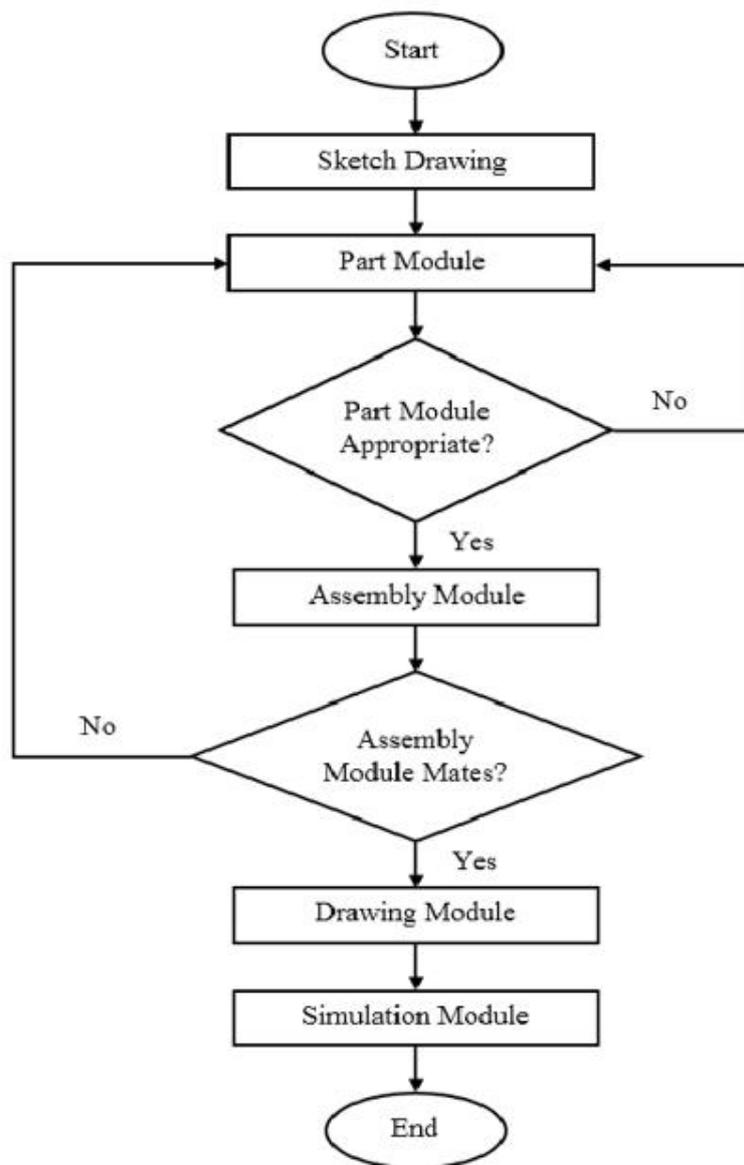 Start
Sketch Drawing
Part Module
Part Module
Appropriate?
No
Yes
Assembly Module
No
Assembly
Module Mates?
Yes
Drawing Module
Simulation Module
End